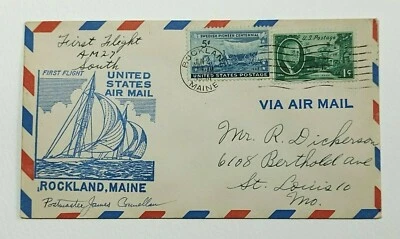 First Flight
AM27
South
FIRST FLIGHT
UNITED
STATES
AIR MAIL
ROCKLAND, MAINE
Postmaster James Connellan
SWEDISH PIONEER CENTENNIAL
5¢
UNITED STATES POSTAGE
ROCKLAND
MAINE
U.S. Postage
1¢
VIA AIR MAIL
Mr. R. Dickerson
6108 Berthold ave
St. Louis 10
Mo.